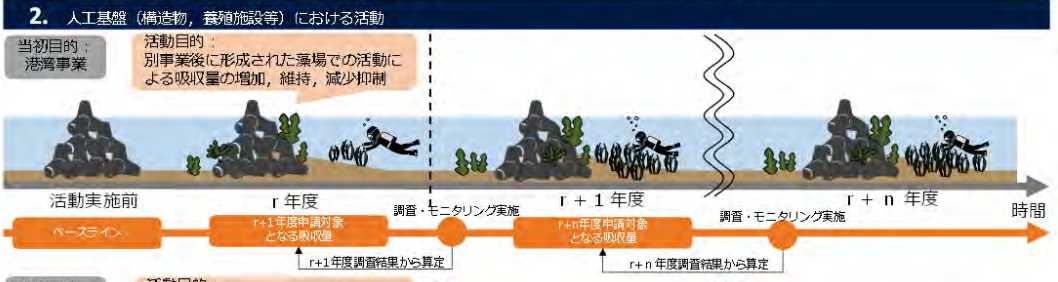 2. 人工基盤（構造物，養殖施設等）における活動
当初目的：
港湾事業
活動目的：
別事業後に形成された藻場での活動に
よる吸収量の増加，維持，減少抑制
活動実施前
r 年度
r + 1 年度
r + n 年度
時間
ベースライン
r+1年度申請対象
となる吸収量
調査・モニタリング実施
r+n年度申請対象
となる吸収量
調査・モニタリング実施
r+1年度調査結果から算定
r+n年度調査結果から算定
活動目的：